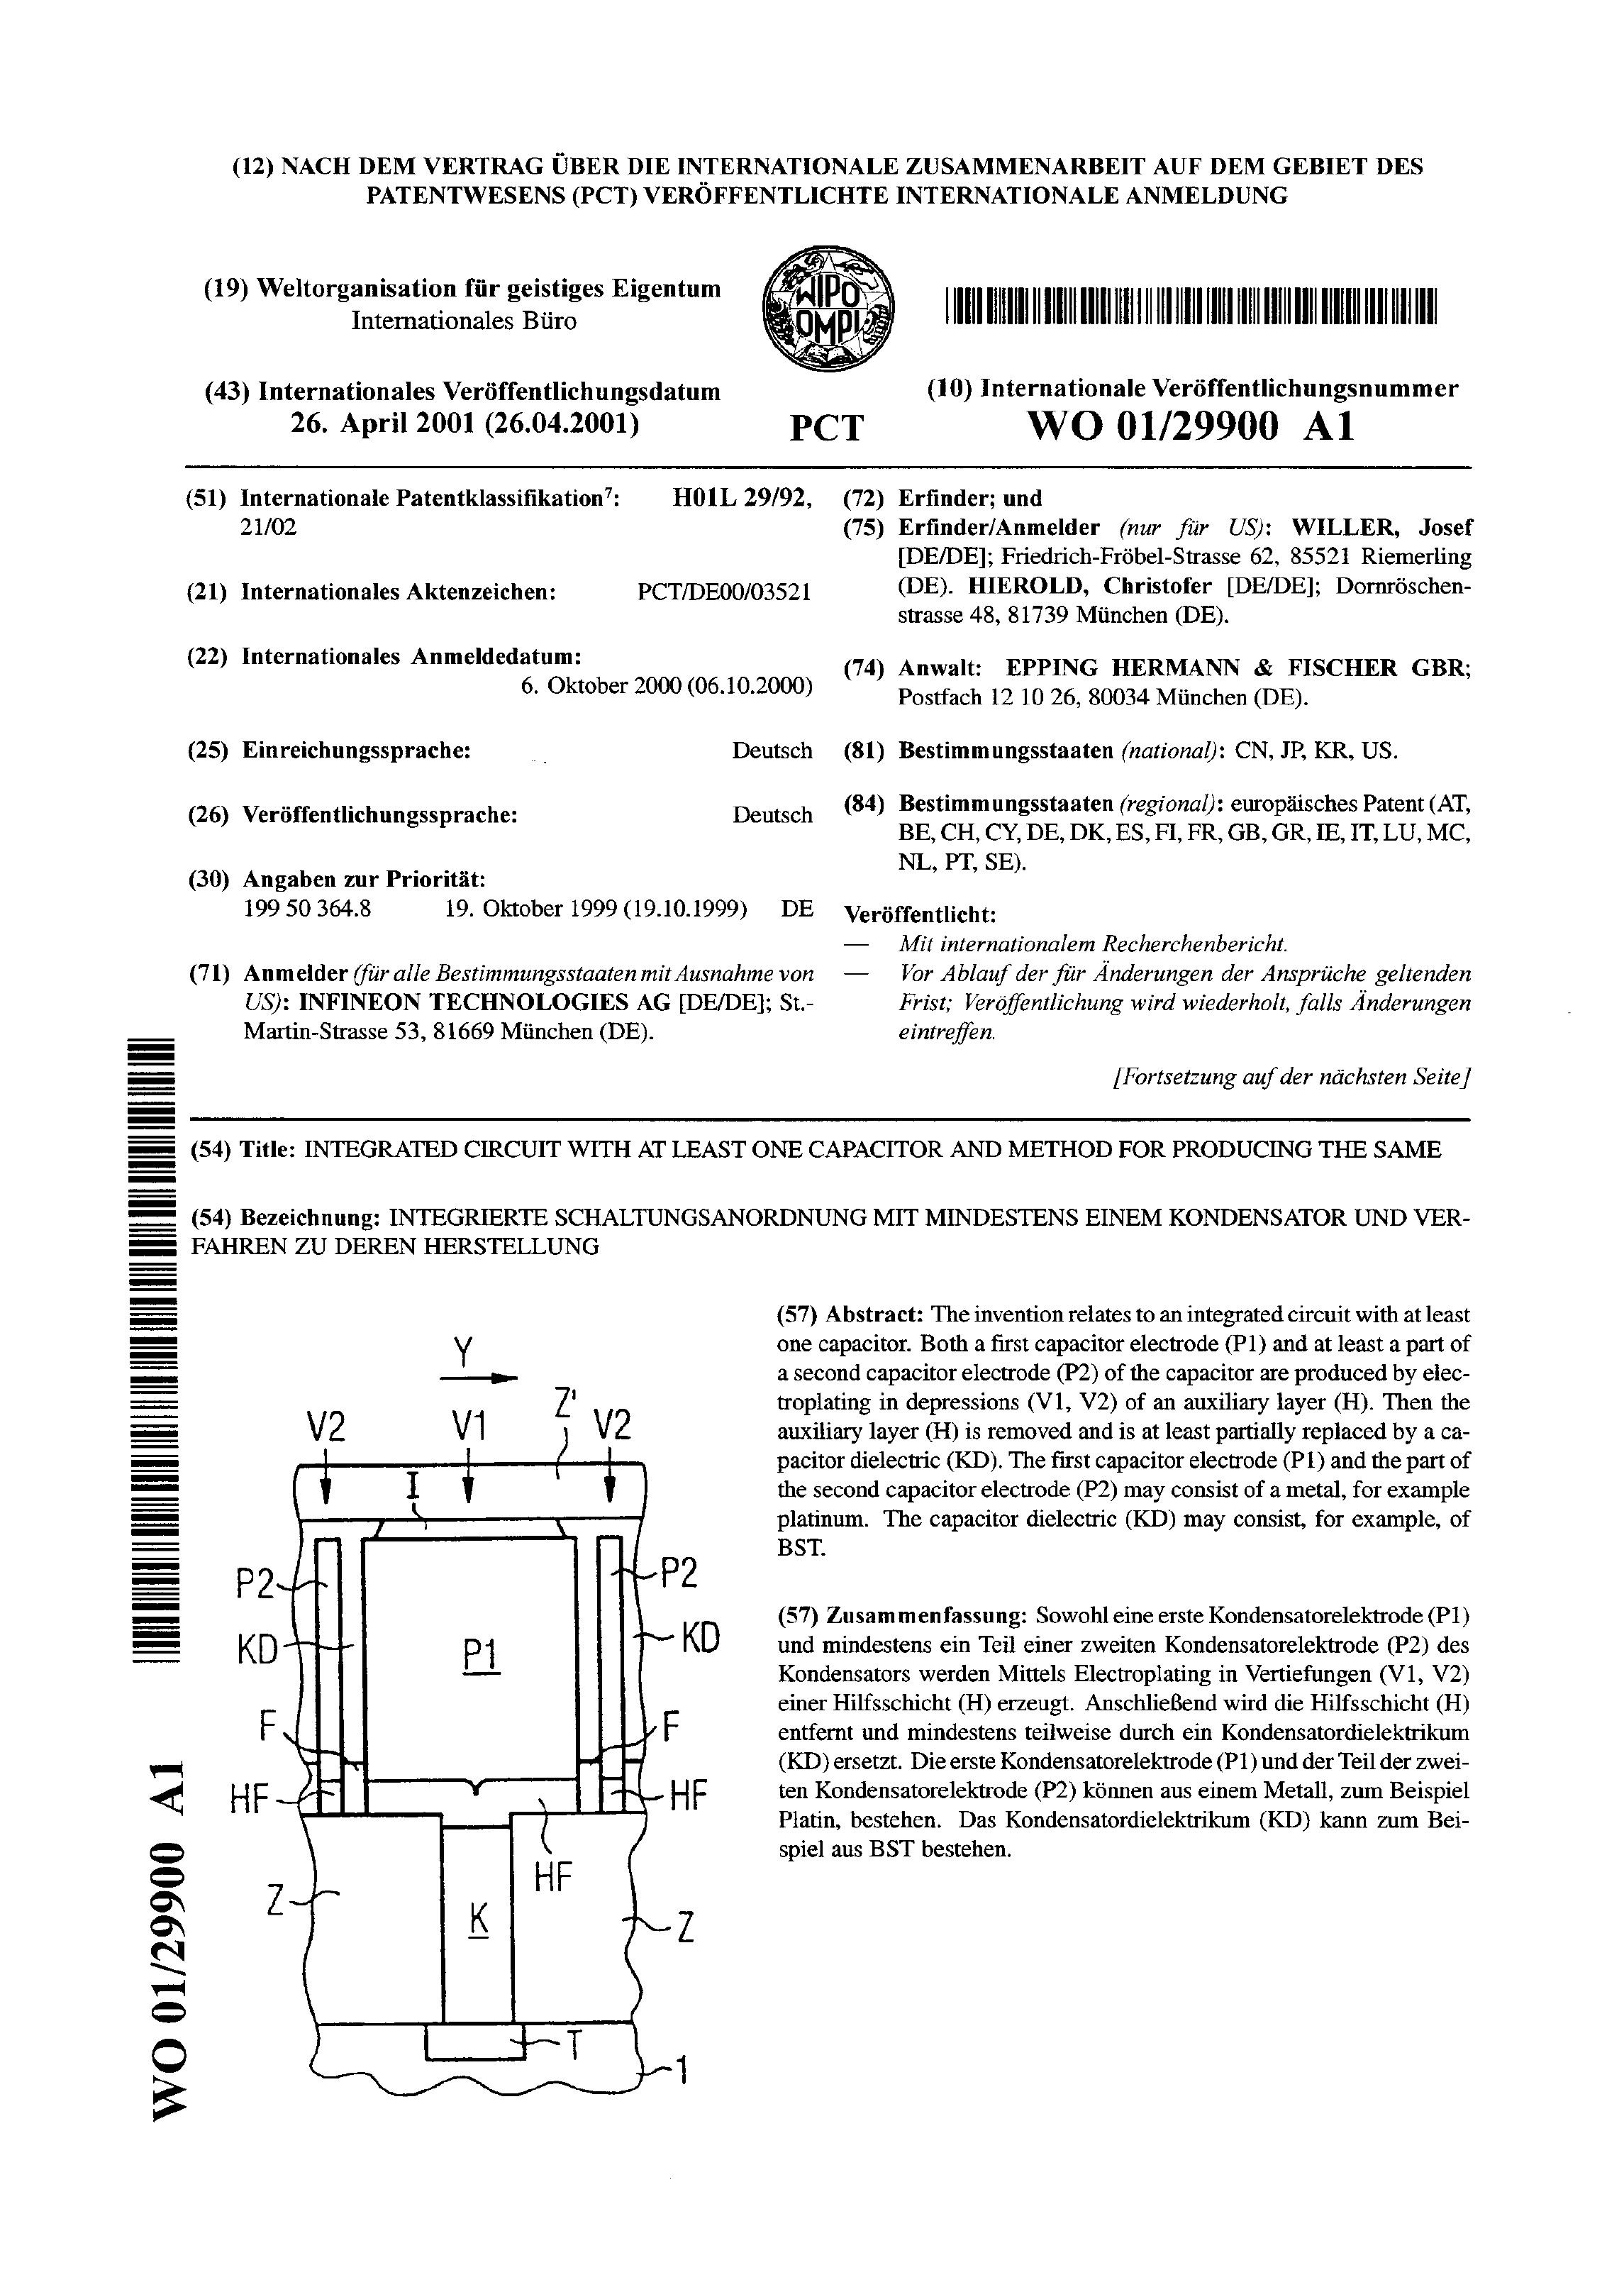 (12) NACH DEM VERTRAG ÜBER DIE INTERNATIONALE ZUSAMMENARBEIT AUF DEM GEBIET DES
PATENTWESENS (PCT) VERÖFFENTLICHTE INTERNATIONALE ANMELDUNG
(19) Weltorganisation für geistiges Eigentum
Internationales Büro
WIPO
OMPI
(43) Internationales Veröffentlichungsdatum
26. April 2001 (26.04.2001)
PCT
(10) Internationale Veröffentlichungsnummer
WO 01/29900 A1
(51) Internationale Patentklassifikation⁷: H01L 29/92,
21/02
(21) Internationales Aktenzeichen: PCT/DE00/03521
(22) Internationales Anmeldedatum:
6. Oktober 2000 (06.10.2000)
(25) Einreichungssprache: Deutsch
(26) Veröffentlichungssprache: Deutsch
(30) Angaben zur Priorität:
199 50 364.8 19. Oktober 1999 (19.10.1999) DE
(71) Anmelder (für alle Bestimmungsstaaten mit Ausnahme von
US): INFINEON TECHNOLOGIES AG [DE/DE]; St.-
Martin-Strasse 53, 81669 München (DE).
(72) Erfinder; und
(75) Erfinder/Anmelder (nur für US): WILLER, Josef
[DE/DE]; Friedrich-Fröbel-Strasse 62, 85521 Riemerling
(DE). HIEROLD, Christofer [DE/DE]; Dornröschen-
strasse 48, 81739 München (DE).
(74) Anwalt: EPPING HERMANN & FISCHER GBR;
Postfach 12 10 26, 80034 München (DE).
(81) Bestimmungsstaaten (national): CN, JP, KR, US.
(84) Bestimmungsstaaten (regional): europäisches Patent (AT,
BE, CH, CY, DE, DK, ES, FI, FR, GB, GR, IE, IT, LU, MC,
NL, PT, SE).
Veröffentlicht:
— Mit internationalem Recherchenbericht.
— Vor Ablauf der für Änderungen der Ansprüche geltenden
Frist; Veröffentlichung wird wiederholt, falls Änderungen
eintreffen.
[Fortsetzung auf der nächsten Seite]
(54) Title: INTEGRATED CIRCUIT WITH AT LEAST ONE CAPACITOR AND METHOD FOR PRODUCING THE SAME
(54) Bezeichnung: INTEGRIERTE SCHALTUNGSANORDNUNG MIT MINDESTENS EINEM KONDENSATOR UND VER-
FAHREN ZU DEREN HERSTELLUNG
Y
V2 V1 Z' V2
I
P2 P2
KD P1 KD
F F
HF HF
HF
Z K Z
T
1
(57) Abstract: The invention relates to an integrated circuit with at least
one capacitor. Both a first capacitor electrode (P1) and at least a part of
a second capacitor electrode (P2) of the capacitor are produced by elec-
troplating in depressions (V1, V2) of an auxiliary layer (H). Then the
auxiliary layer (H) is removed and is at least partially replaced by a ca-
pacitor dielectric (KD). The first capacitor electrode (P1) and the part of
the second capacitor electrode (P2) may consist of a metal, for example
platinum. The capacitor dielectric (KD) may consist, for example, of
BST.
(57) Zusammenfassung: Sowohl eine erste Kondensatorelektrode (P1)
und mindestens ein Teil einer zweiten Kondensatorelektrode (P2) des
Kondensators werden Mittels Electroplating in Vertiefungen (V1, V2)
einer Hilfsschicht (H) erzeugt. Anschließend wird die Hilfsschicht (H)
entfernt und mindestens teilweise durch ein Kondensatordielektrikum
(KD) ersetzt. Die erste Kondensatorelektrode (P1) und der Teil der zwei-
ten Kondensatorelektrode (P2) können aus einem Metall, zum Beispiel
Platin, bestehen. Das Kondensatordielektrikum (KD) kann zum Bei-
spiel aus BST bestehen.
WO 01/29900 A1